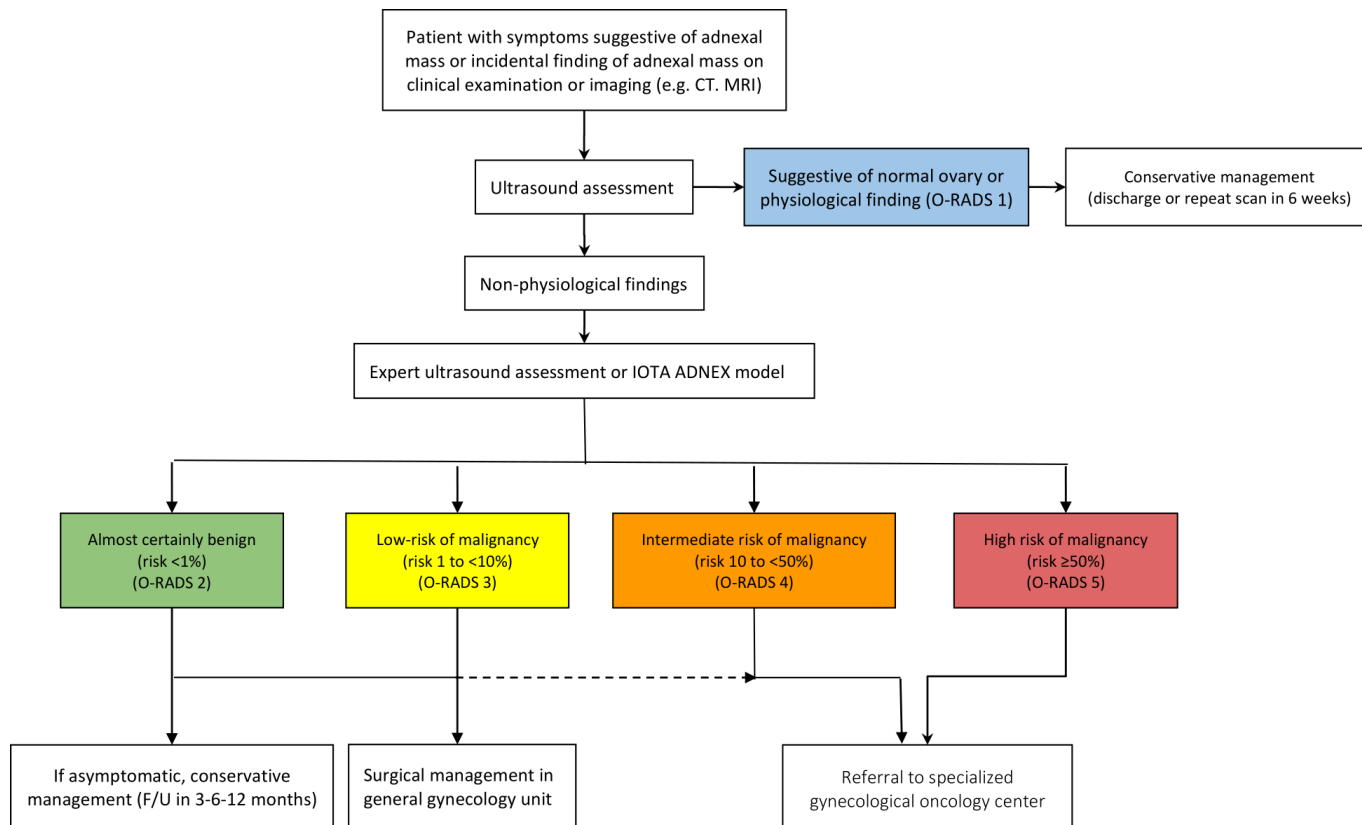 Patient with symptoms suggestive of adnexal
mass or incidental finding of adnexal mass on
clinical examination or imaging (e.g. CT. MRI)
Ultrasound assessment
Suggestive of normal ovary or
physiological finding (O-RADS 1)
Conservative management
(discharge or repeat scan in 6 weeks)
Non-physiological findings
Expert ultrasound assessment or IOTA ADNEX model
Almost certainly benign
(risk <1%)
(O-RADS 2)
Low-risk of malignancy
(risk 1 to <10%)
(O-RADS 3)
Intermediate risk of malignancy
(risk 10 to <50%)
(O-RADS 4)
High risk of malignancy
(risk ≥50%)
(O-RADS 5)
If asymptomatic, conservative
management (F/U in 3-6-12 months)
Surgical management in
general gynecology unit
Referral to specialized
gynecological oncology center